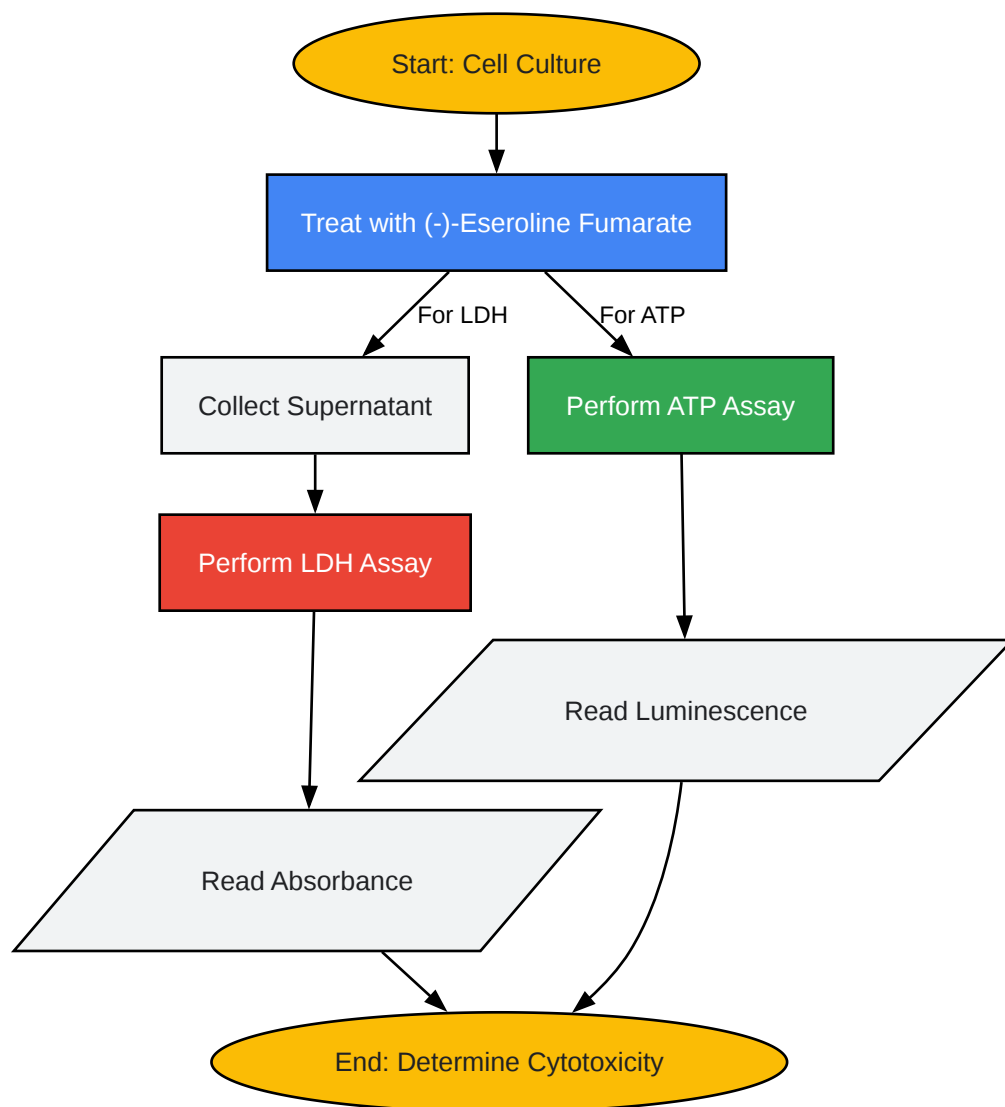 Start: Cell Culture
Treat with (-)-Eseroline Fumarate
For LDH
For ATP
Collect Supernatant
Perform ATP Assay
Perform LDH Assay
Read Luminescence
Read Absorbance
End: Determine Cytotoxicity